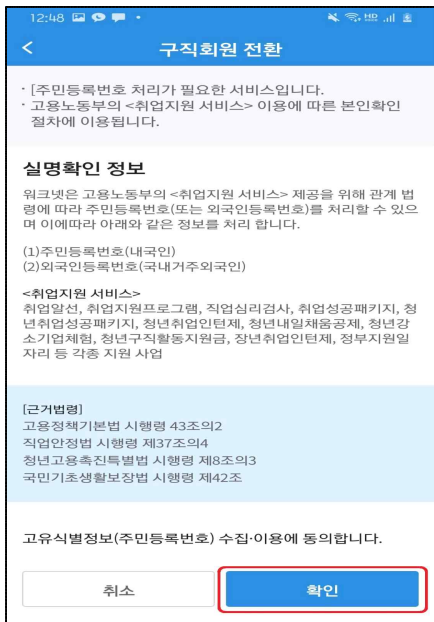 12:48
구직회원 전환
· [주민등록번호 처리가 필요한 서비스입니다.
· 고용노동부의 <취업지원 서비스> 이용에 따른 본인확인
절차에 이용됩니다.
실명확인 정보
워크넷은 고용노동부의 <취업지원 서비스> 제공을 위해 관계 법
령에 따라 주민등록번호(또는 외국인등록번호)를 처리할 수 있으
며 이에따라 아래와 같은 정보를 처리 합니다.
(1)주민등록번호(내국인)
(2)외국인등록번호(국내거주외국인)
<취업지원 서비스>
취업알선, 취업지원프로그램, 직업심리검사, 취업성공패키지, 청
년취업성공패키지, 청년취업인턴제, 청년내일채움공제, 청년강
소기업체험, 청년구직활동지원금, 장년취업인턴제, 정부지원일
자리 등 각종 지원 사업
[근거법령]
고용정책기본법 시행령 43조의2
직업안정법 시행령 제37조의4
청년고용촉진특별법 시행령 제8조의3
국민기초생활보장법 시행령 제42조
고유식별정보(주민등록번호) 수집·이용에 동의합니다.
취소
확인